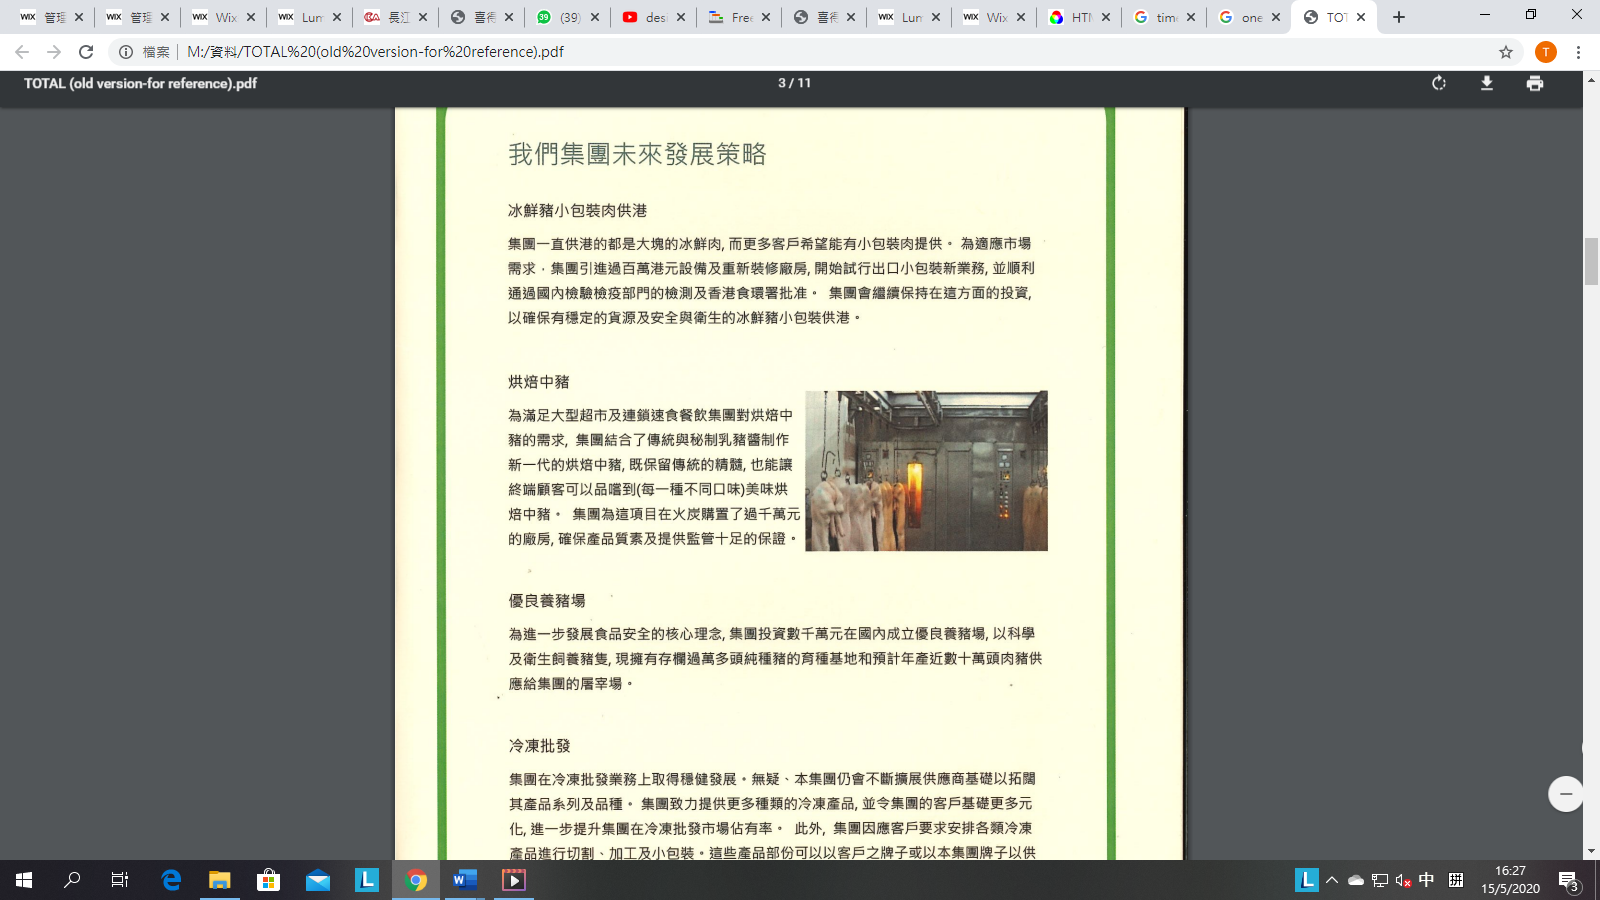 管理
管理
Wix
Lun
長江
喜得
(39)
desi
Free
喜得
Lun
Wix
HTM
time
one
TOT
檔案
M:/資料/TOTAL%20(old%20version-for%20reference).pdf
T
TOTAL (old version-for reference).pdf
3 / 11
我們集團未來發展策略
冰鮮豬小包裝肉供港
集團一直供港的都是大塊的冰鮮肉, 而更多客戶希望能有小包裝肉提供。 為適應市場
需求，集團引進過百萬港元設備及重新裝修廠房, 開始試行出口小包裝新業務, 並順利
通過國內檢驗檢疫部門的檢測及香港食環署批准。 集團會繼續保持在這方面的投資,
以確保有穩定的貨源及安全與衛生的冰鮮豬小包裝供港。
烘焙中豬
為滿足大型超市及連鎖速食餐飲集團對烘焙中
豬的需求, 集團結合了傳統與秘制乳豬醬制作
新一代的烘焙中豬, 既保留傳統的精髓, 也能讓
終端顧客可以品嚐到(每一種不同口味)美味烘
焙中豬。 集團為這項目在火炭購置了過千萬元
的廠房, 確保產品質素及提供監管十足的保證。
優良養豬場
為進一步發展食品安全的核心理念, 集團投資數千萬元在國內成立優良養豬場, 以科學
及衛生飼養豬隻, 現擁有存欄過萬多頭純種豬的育種基地和預計年產近數十萬頭肉豬供
應給集團的屠宰場。
冷凍批發
集團在冷凍批發業務上取得穩健發展。無疑、本集團仍會不斷擴展供應商基礎以拓闊
其產品系列及品種。 集團致力提供更多種類的冷凍產品, 並令集團的客戶基礎更多元
化, 進一步提升集團在冷凍批發市場佔有率。 此外, 集團因應客戶要求安排各類冷凍
產品進行切割、加工及小包裝。這些產品部份可以以客戶之牌子或以本集團牌子以供
中
拼
16:27
15/5/2020
3